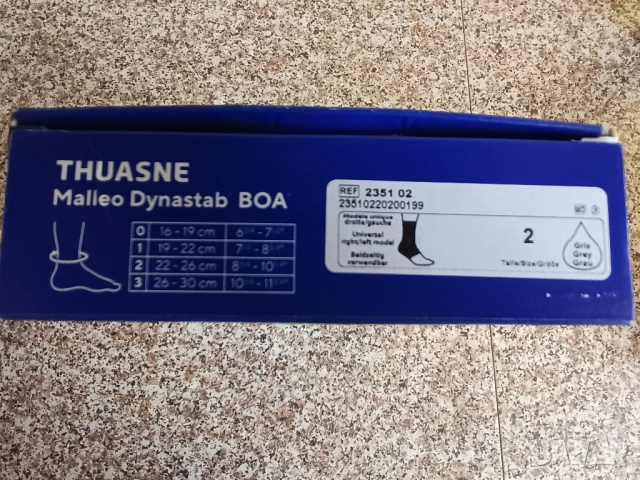 THUASNE
Malleo Dynastab BOA
0 16 - 19 cm
1 19 - 22 cm
2 22 - 26 cm
3 26 - 30 cm
REF 2351 02
23510220200199
MD
Modele unique
droite/gauche
Universal
right/left model
Beidseitig
verwendbar
2
Taille/Size/Größe
Gris
Grey
Grau